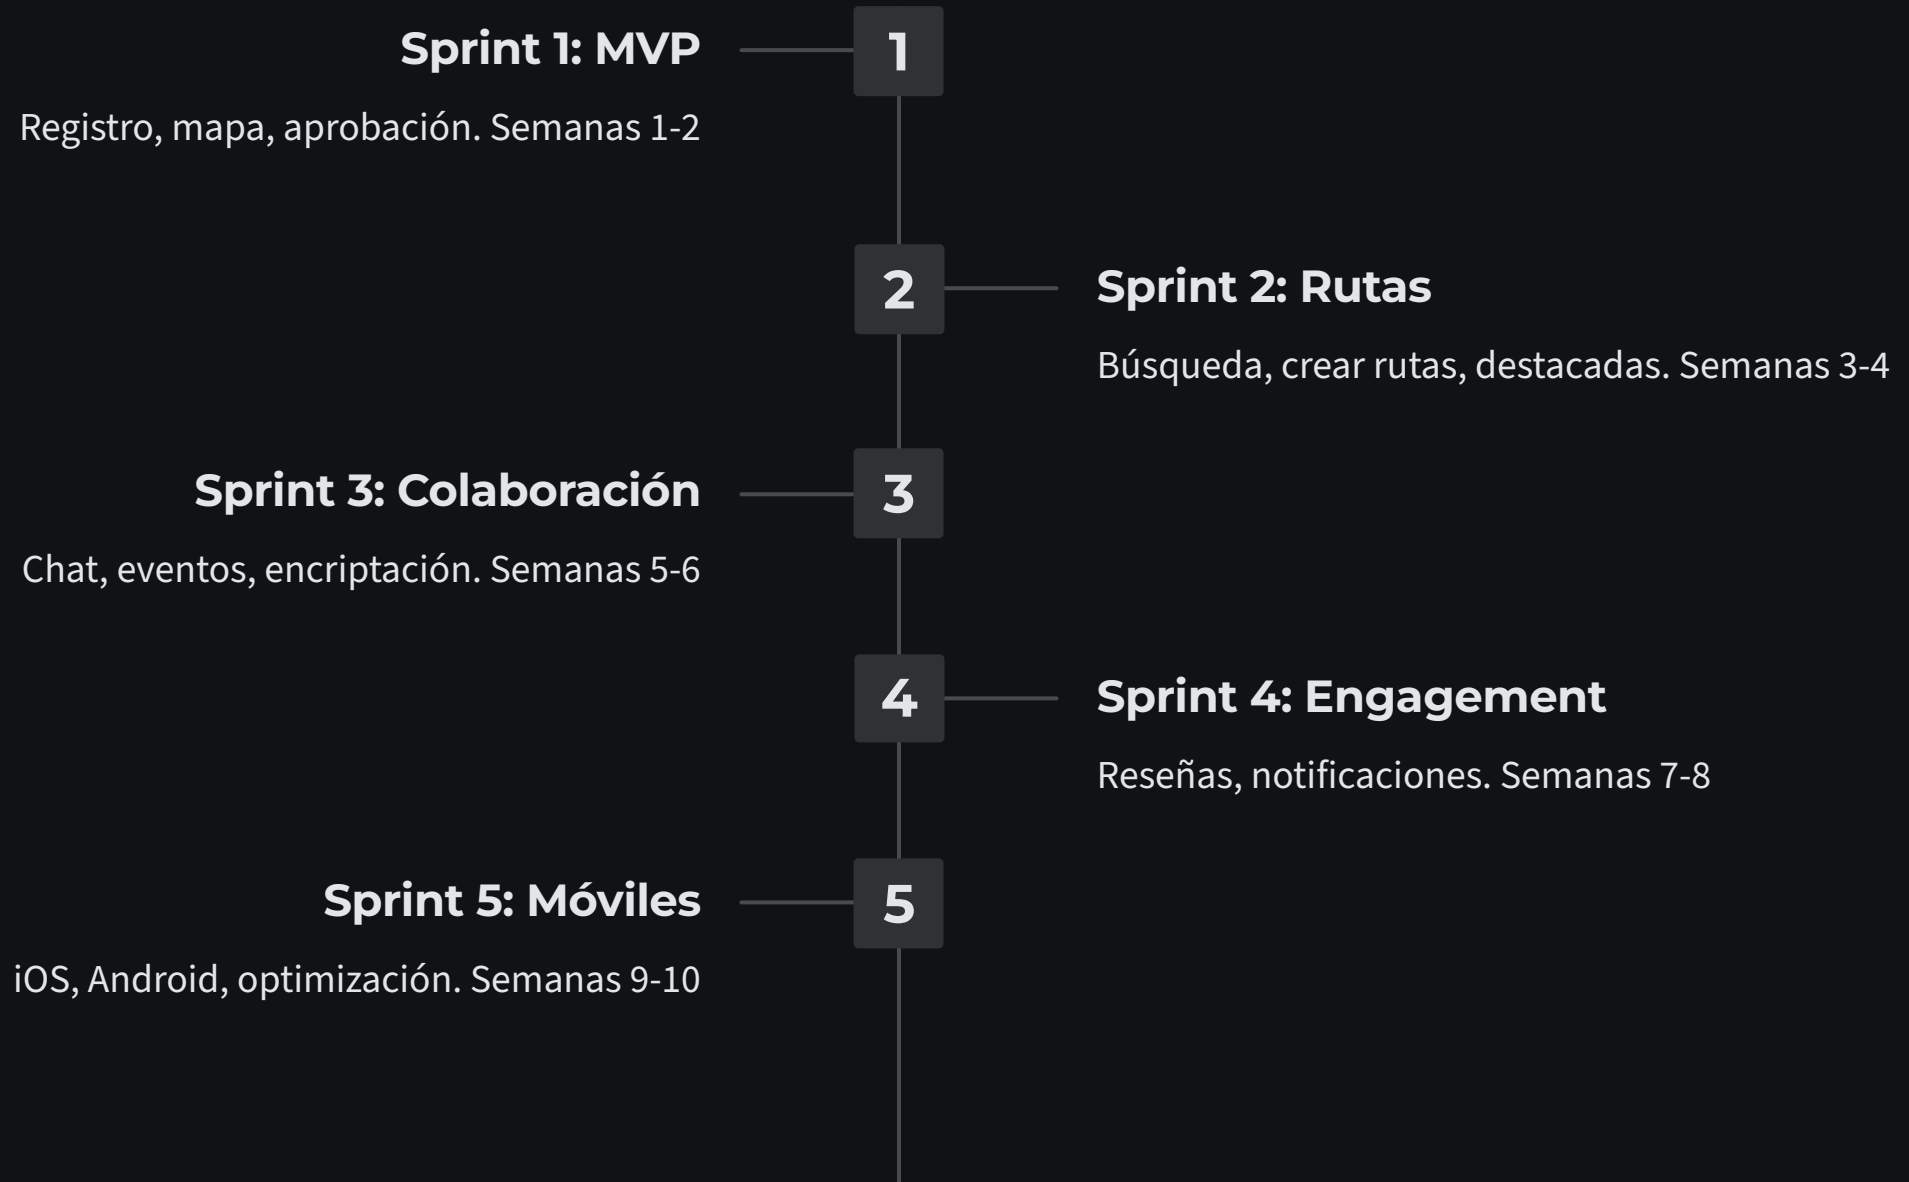 Sprint 1: MVP
1
Registro, mapa, aprobación. Semanas 1-2
2
Sprint 2: Rutas
Búsqueda, crear rutas, destacadas. Semanas 3-4
Sprint 3: Colaboración
3
Chat, eventos, encriptación. Semanas 5-6
4
Sprint 4: Engagement
Reseñas, notificaciones. Semanas 7-8
Sprint 5: Móviles
5
iOS, Android, optimización. Semanas 9-10